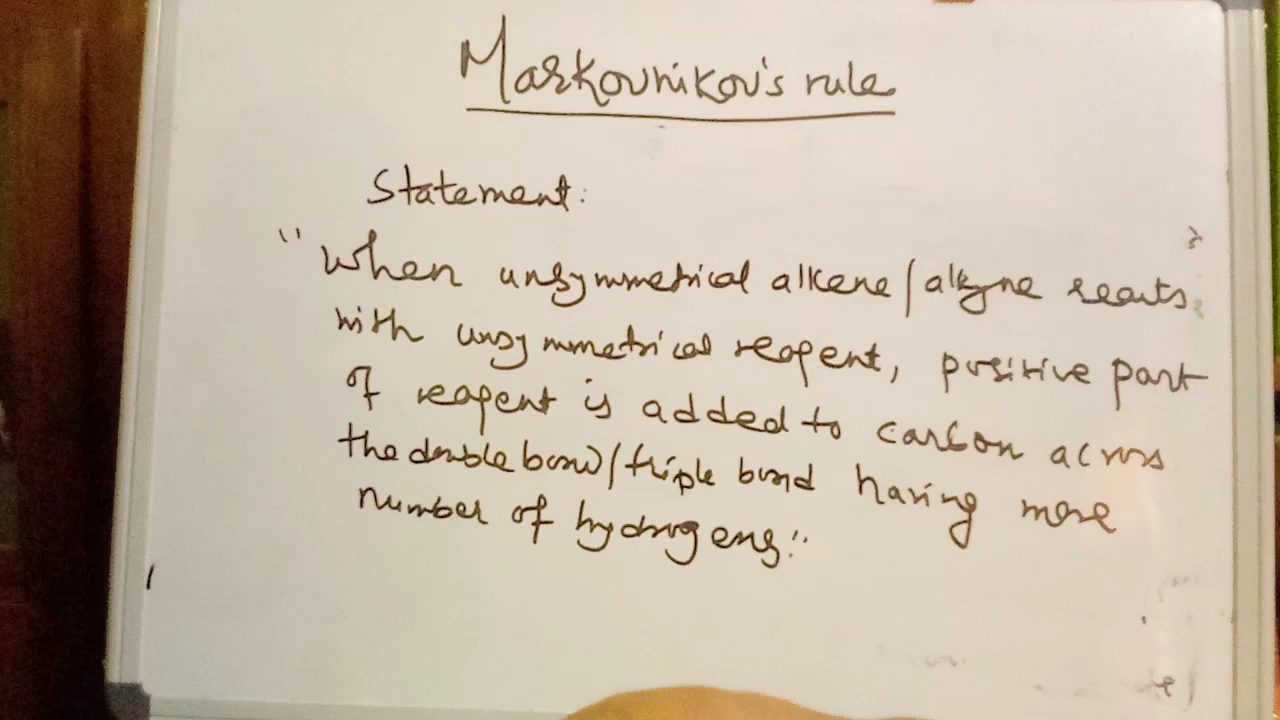 Markovnikov's rule
Statement:
"When unsymmetrical alkene/alkyne reacts
with unsymmetrical reagent, positive part
of reagent is added to carbon across
the double bond/triple bond having more
number of hydrogens."